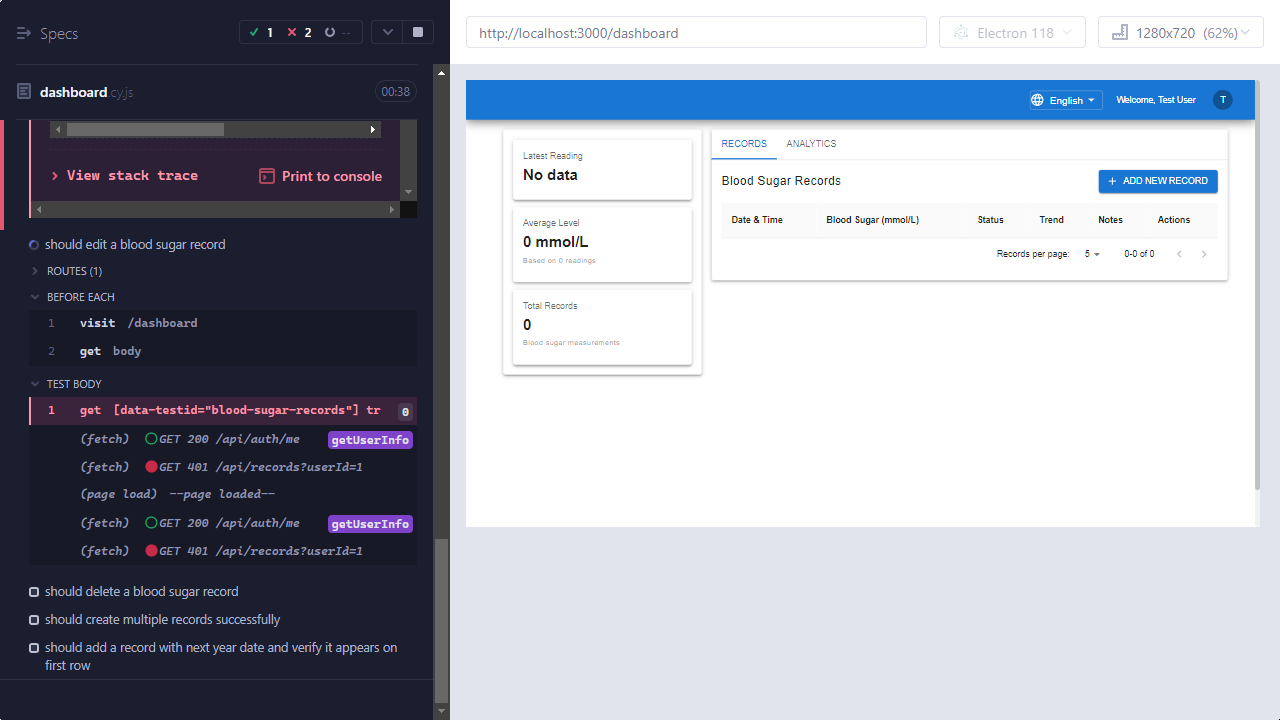 Specs
1
2
--
dashboard.cy.js
00:38
View stack trace
Print to console
should edit a blood sugar record
ROUTES (1)
BEFORE EACH
1 visit /dashboard
2 get body
TEST BODY
1 get [data-testid="blood-sugar-records"] tr 0
(fetch) GET 200 /api/auth/me getUserInfo
(fetch) GET 401 /api/records?userId=1
(page load) --page loaded--
(fetch) GET 200 /api/auth/me getUserInfo
(fetch) GET 401 /api/records?userId=1
should delete a blood sugar record
should create multiple records successfully
should add a record with next year date and verify it appears on
first row
http://localhost:3000/dashboard
Electron 118
1280x720 (62%)
English
Welcome, Test User
T
Latest Reading
No data
Average Level
0 mmol/L
Based on 0 readings
Total Records
0
Blood sugar measurements
RECORDS
ANALYTICS
Blood Sugar Records
+ ADD NEW RECORD
Date & Time
Blood Sugar (mmol/L)
Status
Trend
Notes
Actions
Records per page:
5
0-0 of 0